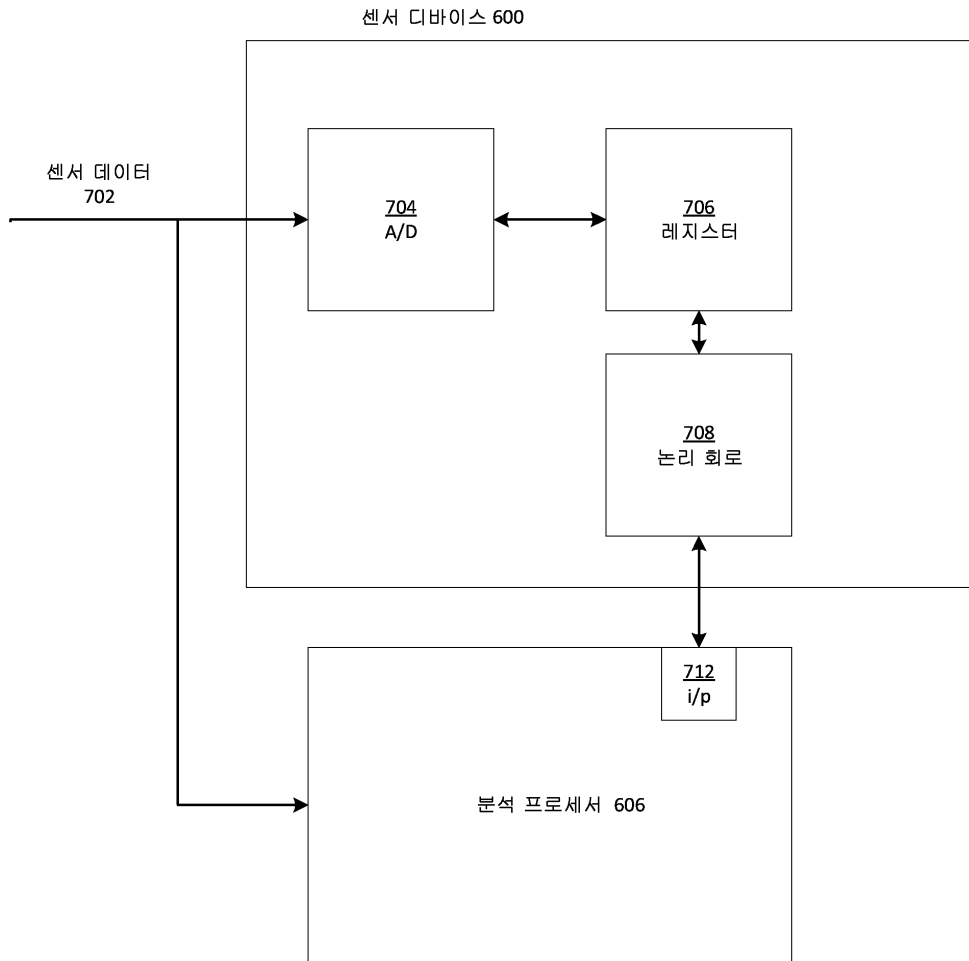 센서 디바이스 600
센서 데이터
702
704
A/D
706
레지스터
708
논리 회로
712
i/p
분석 프로세서 606